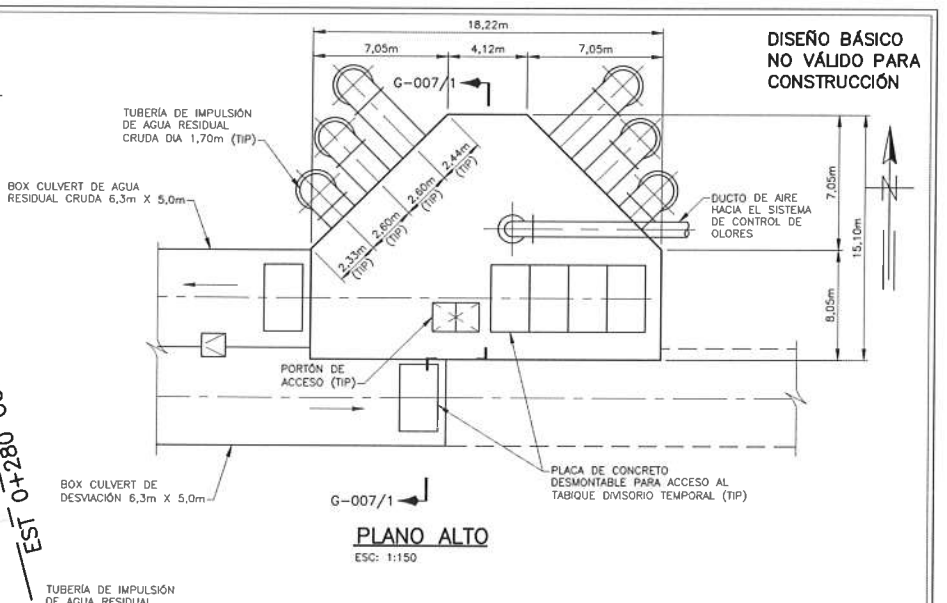 18,22m
7,05m
4,12m
7,05m
DISEÑO BÁSICO
NO VÁLIDO PARA
CONSTRUCCIÓN
G-007/1
TUBERÍA DE IMPULSIÓN
DE AGUA RESIDUAL
CRUDA DIA 1,70m (TIP)
BOX CULVERT DE AGUA
RESIDUAL CRUDA 6,3m X 5,0m
2,44m
(TIP)
2,60m
(TIP)
2,60m
(TIP)
2,33m
(TIP)
DUCTO DE AIRE
HACIA EL SISTEMA
DE CONTROL DE
OLORES
7,05m
15,10m
8,05m
N
PORTÓN DE
ACCESO (TIP)
BOX CULVERT DE
DESVIACIÓN 6,3m X 5,0m
PLACA DE CONCRETO
DESMONTABLE PARA ACCESO AL
TABIQUE DIVISORIO TEMPORAL (TIP)
G-007/1
PLANO ALTO
ESC: 1:150
EST 0+280
TUBERÍA DE IMPULSIÓN
DE AGUA RESIDUAL